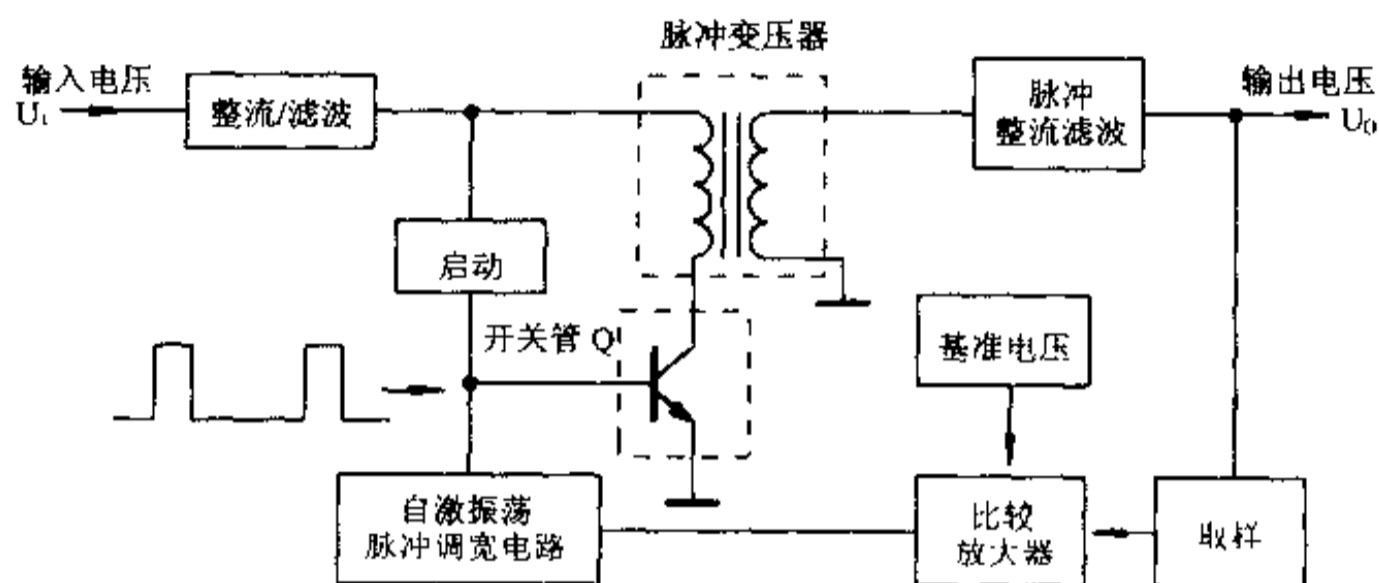 脉冲变压器
输入电压
U₁
整流/滤波
脉冲
整流滤波
输出电压
U₀
启动
开关管 Q
基准电压
自激振荡
脉冲调宽电路
比较
放大器
取样